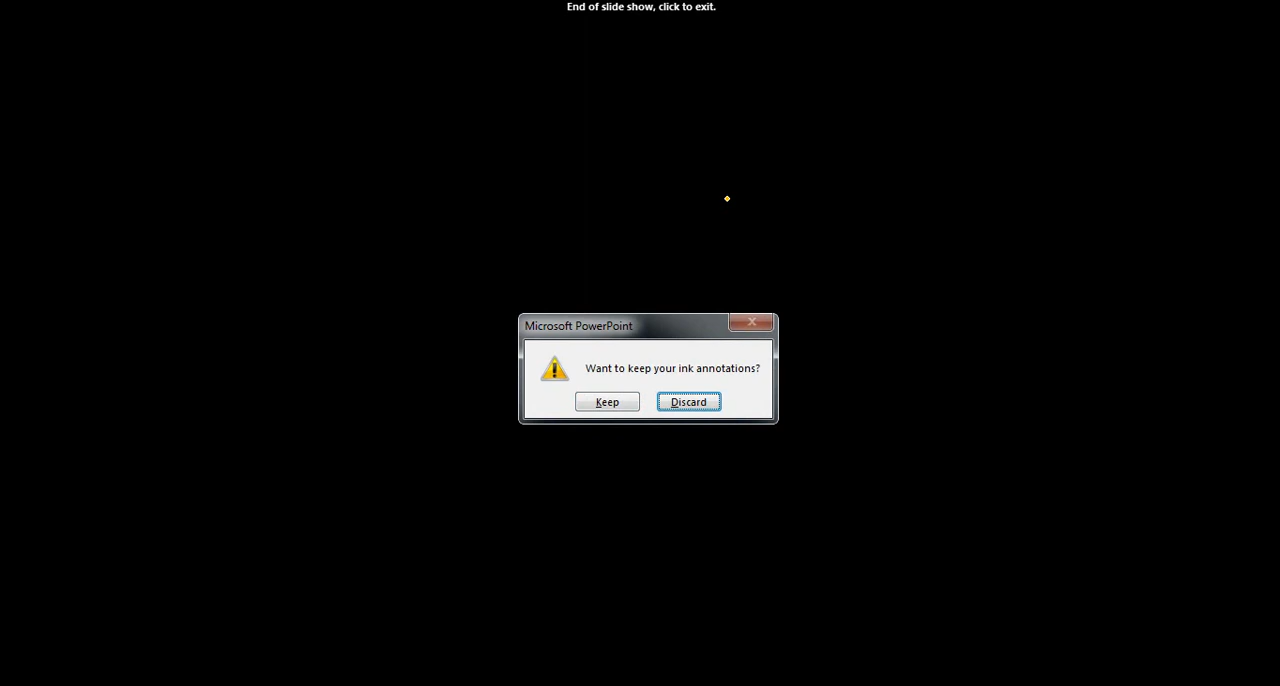 End of slide show, click to exit.
Microsoft PowerPoint
Want to keep your ink annotations?
Keep
Discard